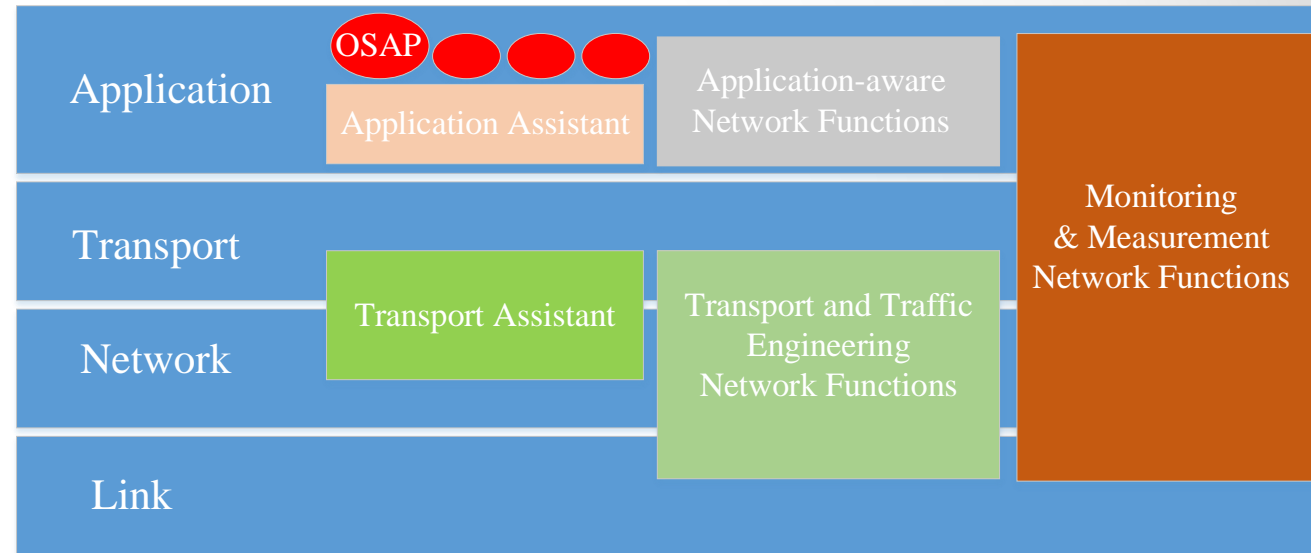 OSAP
Application
Application Assistant
Application-aware
Network Functions
Monitoring
& Measurement
Network Functions
Transport
Transport Assistant
Transport and Traffic
Engineering
Network Functions
Network
Link